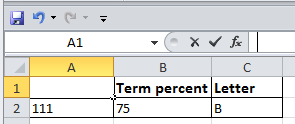 A1
fx
A B C
1 Term percent Letter
2 111 75 B